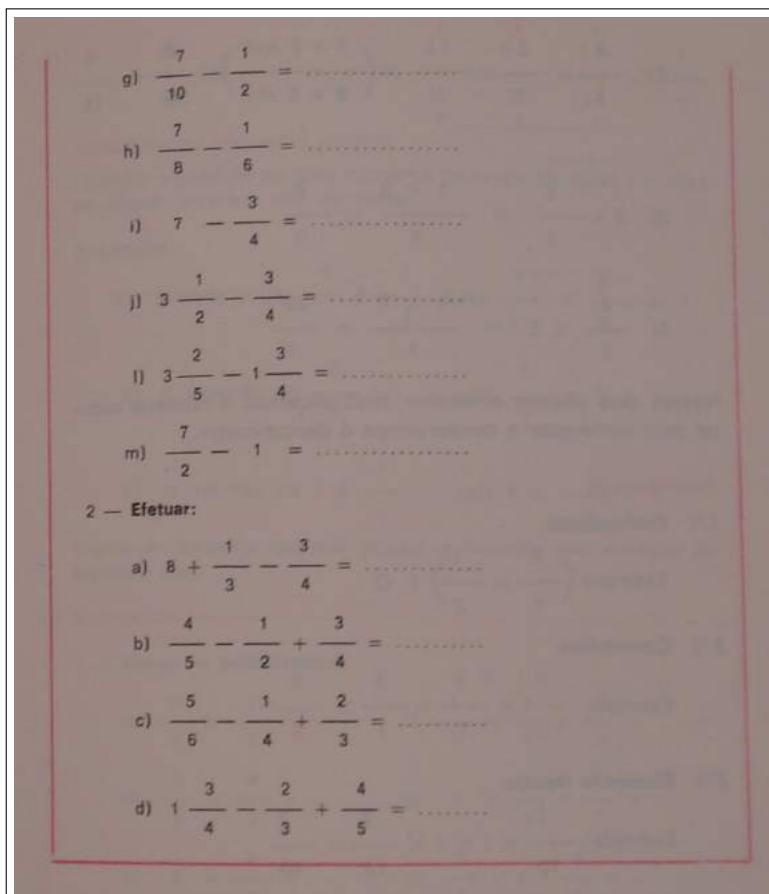 g) 7/10 − 1/2 = ....................
h) 7/8 − 1/6 = ....................
i) 7 − 3/4 = ....................
j) 3 1/2 − 3/4 = ....................
l) 3 2/5 − 1 3/4 = ....................
m) 7/2 − 1 = ....................
2 — Efetuar:
a) 8 + 1/3 − 3/4 = ...............
b) 4/5 − 1/2 + 3/4 = ...........
c) 5/6 − 1/4 + 2/3 = ...........
d) 1 3/4 − 2/3 + 4/5 = ........